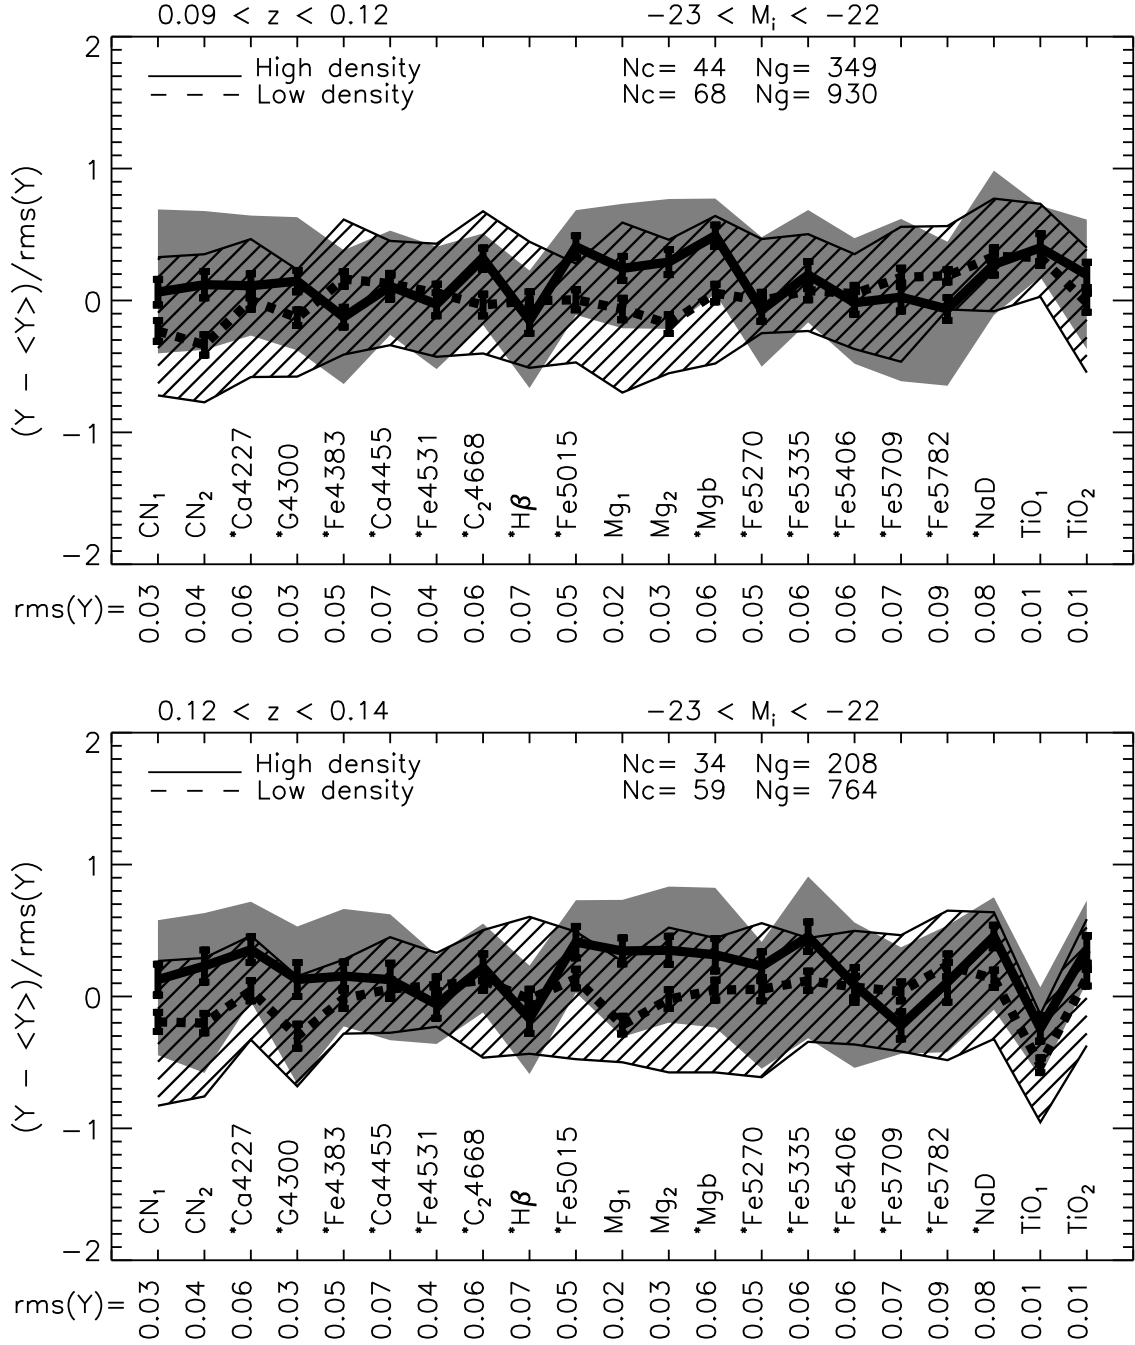 0.09 < z < 0.12 -23 < Mi < -22
2
High density Nc= 44 Ng= 349
Low density Nc= 68 Ng= 930
1
(Y - <Y>)/rms(Y)
0
-1
CN1 CN2 *Ca4227 *G4300 *Fe4383 *Ca4455 *Fe4531 *C24668 *Hβ *Fe5015 Mg1 Mg2 *Mgb *Fe5270 *Fe5335 *Fe5406 *Fe5709 *Fe5782 *NaD TiO1 TiO2
-2
rms(Y)= 0.03 0.04 0.06 0.03 0.05 0.07 0.04 0.06 0.07 0.05 0.02 0.03 0.06 0.05 0.06 0.06 0.07 0.09 0.08 0.01 0.01
0.12 < z < 0.14 -23 < Mi < -22
2
High density Nc= 34 Ng= 208
Low density Nc= 59 Ng= 764
1
(Y - <Y>)/rms(Y)
0
-1
CN1 CN2 *Ca4227 *G4300 *Fe4383 *Ca4455 *Fe4531 *C24668 *Hβ *Fe5015 Mg1 Mg2 *Mgb *Fe5270 *Fe5335 *Fe5406 *Fe5709 *Fe5782 *NaD TiO1 TiO2
-2
rms(Y)= 0.03 0.04 0.06 0.03 0.05 0.07 0.04 0.06 0.07 0.05 0.02 0.03 0.06 0.05 0.06 0.06 0.07 0.09 0.08 0.01 0.01